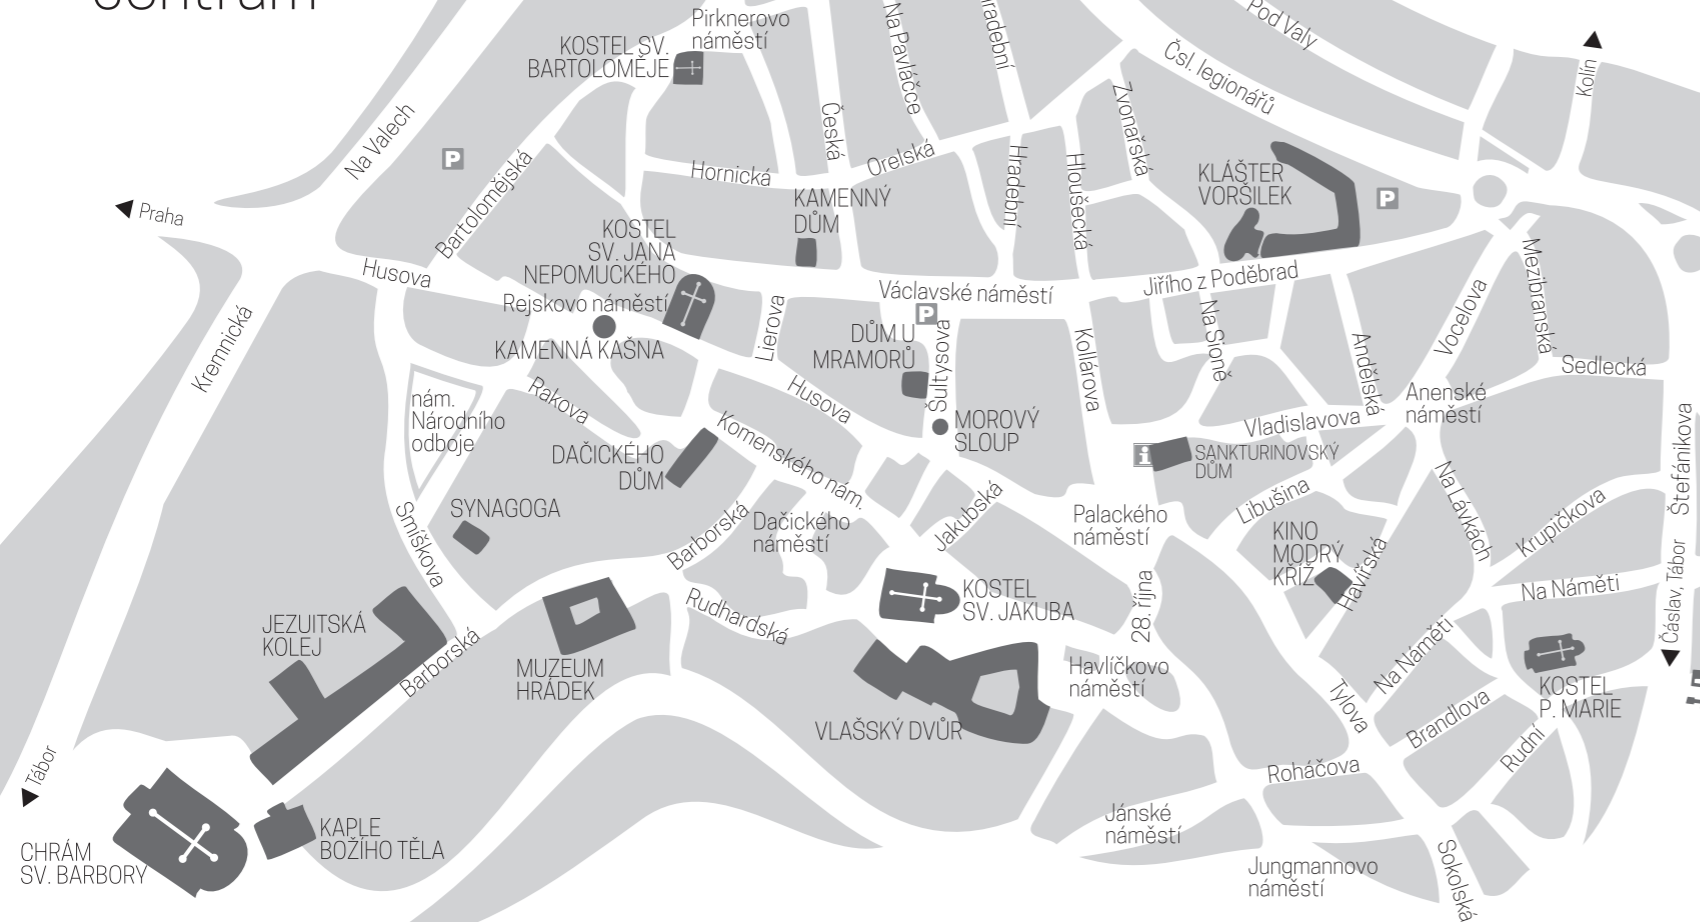 Pirknerovo
náměstí
KOSTEL SV.
BARTOLOMĚJE
Na Pavláčce
Hradební
Pod Valy
Čsl. legionářů
Kolín
Na Valech
P
Česká
Zvonařská
Bartolomějská
Hornická
Orelská
Hradební
Hloušecká
KLÁŠTER
VORŠILEK
P
Praha
KAMENNÝ
DŮM
KOSTEL
SV. JANA
NEPOMUCKÉHO
Husova
Rejskovo náměstí
KAMENNÁ KAŠNA
Lierova
Václavské náměstí
P
Jiřího z Poděbrad
Mezibranská
Vocelova
Na Sioně
Kremnická
DŮM U
MRAMORŮ
Šultysova
Kollárova
Andělská
Sedlecká
nám.
Národního
odboje
Rakova
Husova
MOROVÝ
SLOUP
Anenské
náměstí
Vladislavova
Štefánikova
DAČICKÉHO
DŮM
Komenského nám.
i
SANKTURINOVSKÝ
DŮM
Na Lávkách
SYNAGOGA
Smíškova
Barborská
Dačického
náměstí
Jakubská
Palackého
náměstí
Libušina
KINO
MODRÝ
KŘÍŽ
Havířská
Krupičkova
Na Náměti
Čáslav, Tábor
Rudhardská
KOSTEL
SV. JAKUBA
28. října
JEZUITSKÁ
KOLEJ
Barborská
MUZEUM
HRÁDEK
VLAŠSKÝ DVŮR
Havlíčkovo
náměstí
Na Náměti
KOSTEL
P. MARIE
Tylova
Brandlova
Rudní
Tábor
Roháčova
Jánské
náměstí
CHRÁM
SV. BARBORY
KAPLE
BOŽÍHO TĚLA
Jungmannovo
náměstí
Sokolská